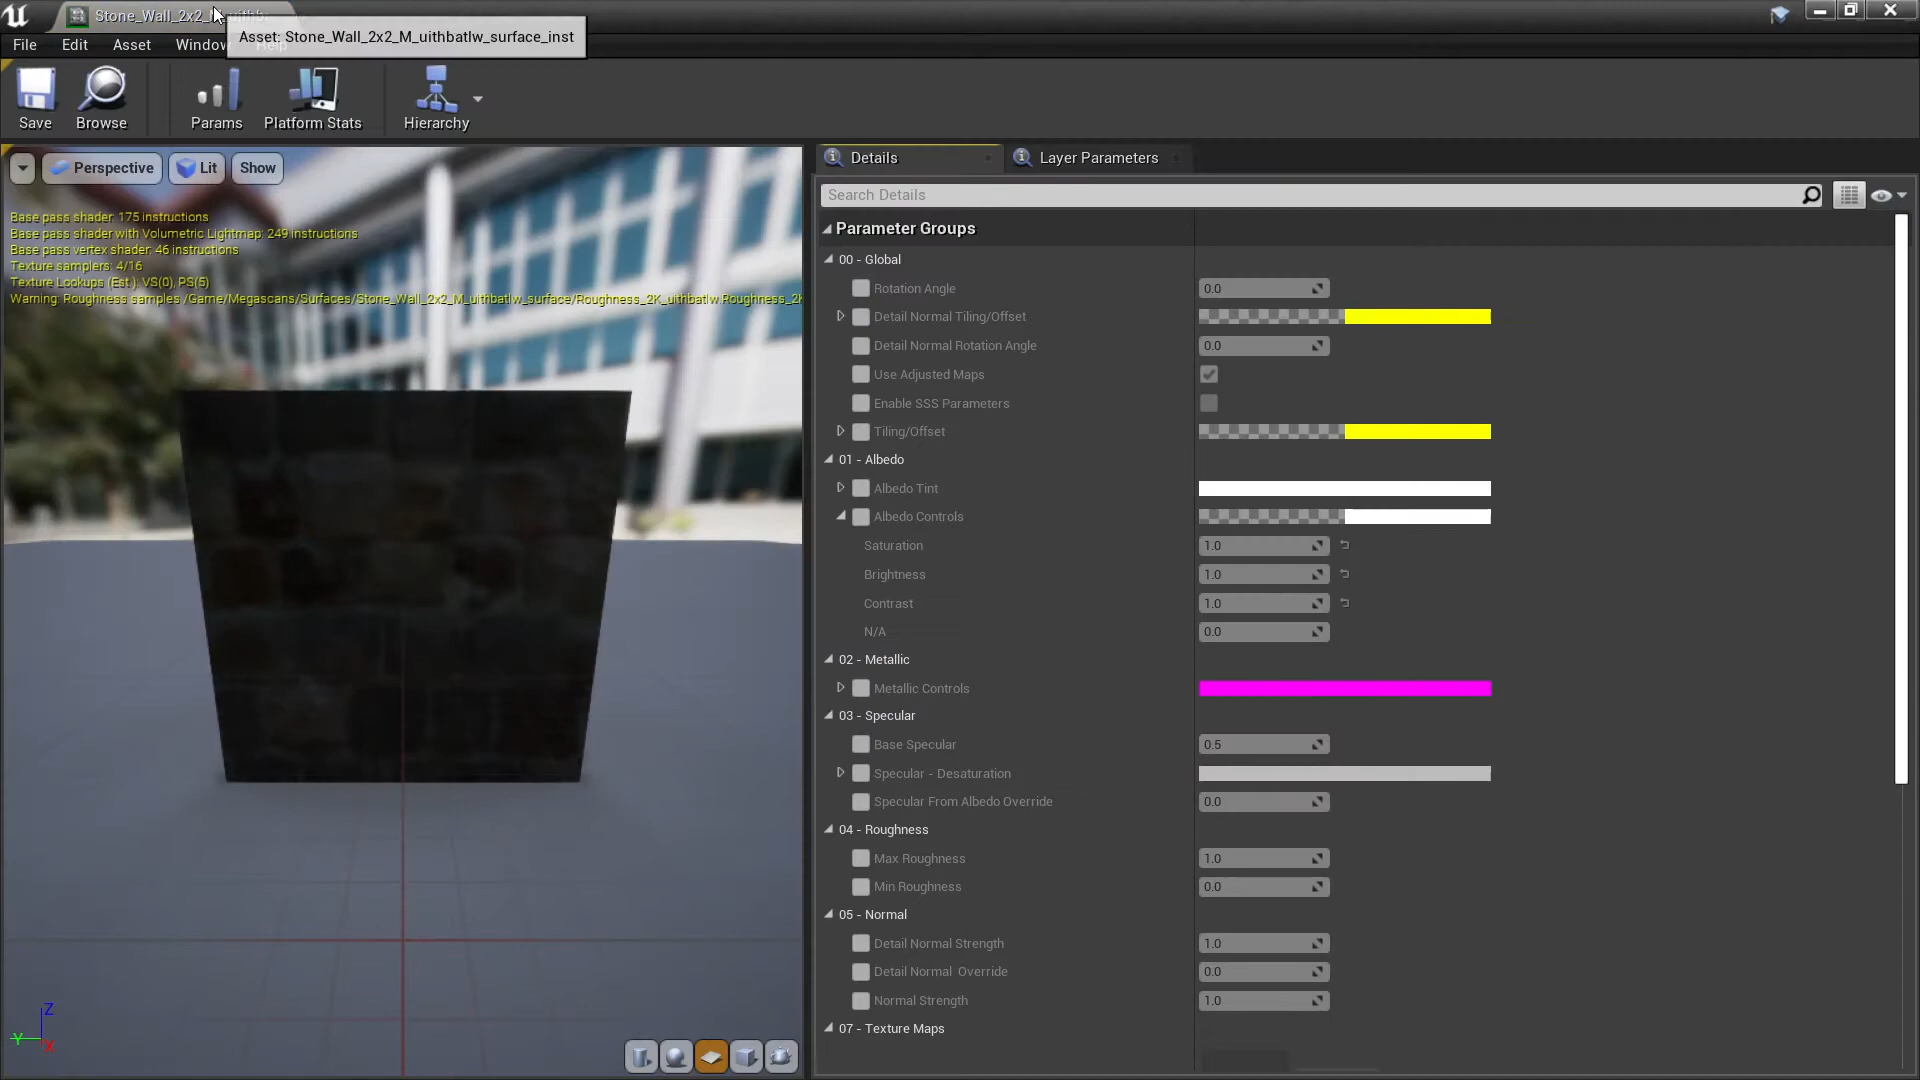 Stone_Wall_2x2_M_uithb
Asset: Stone_Wall_2x2_M_uithbatlw_surface_inst
File Edit Asset Window Help
Save Browse Params Platform Stats Hierarchy
Perspective Lit Show
Base pass shader: 175 instructions
Base pass shader with Volumetric Lightmap: 249 instructions
Base pass vertex shader: 46 instructions
Texture samplers: 4/16
Texture Lookups (Est.): VS(0), PS(5)
Warning: Roughness samples /Game/Megascans/Surfaces/Stone_Wall_2x2_M_uithbatlw_surface/Roughness_2K_uithbatlw.Roughness_2K
Z
Y
X
Details Layer Parameters
Search Details
Parameter Groups
00 - Global
Rotation Angle 0.0
Detail Normal Tiling/Offset
Detail Normal Rotation Angle 0.0
Use Adjusted Maps
Enable SSS Parameters
Tiling/Offset
01 - Albedo
Albedo Tint
Albedo Controls
Saturation 1.0
Brightness 1.0
Contrast 1.0
N/A 0.0
02 - Metallic
Metallic Controls
03 - Specular
Base Specular 0.5
Specular - Desaturation
Specular From Albedo Override 0.0
04 - Roughness
Max Roughness 1.0
Min Roughness 0.0
05 - Normal
Detail Normal Strength 1.0
Detail Normal Override 0.0
Normal Strength 1.0
07 - Texture Maps